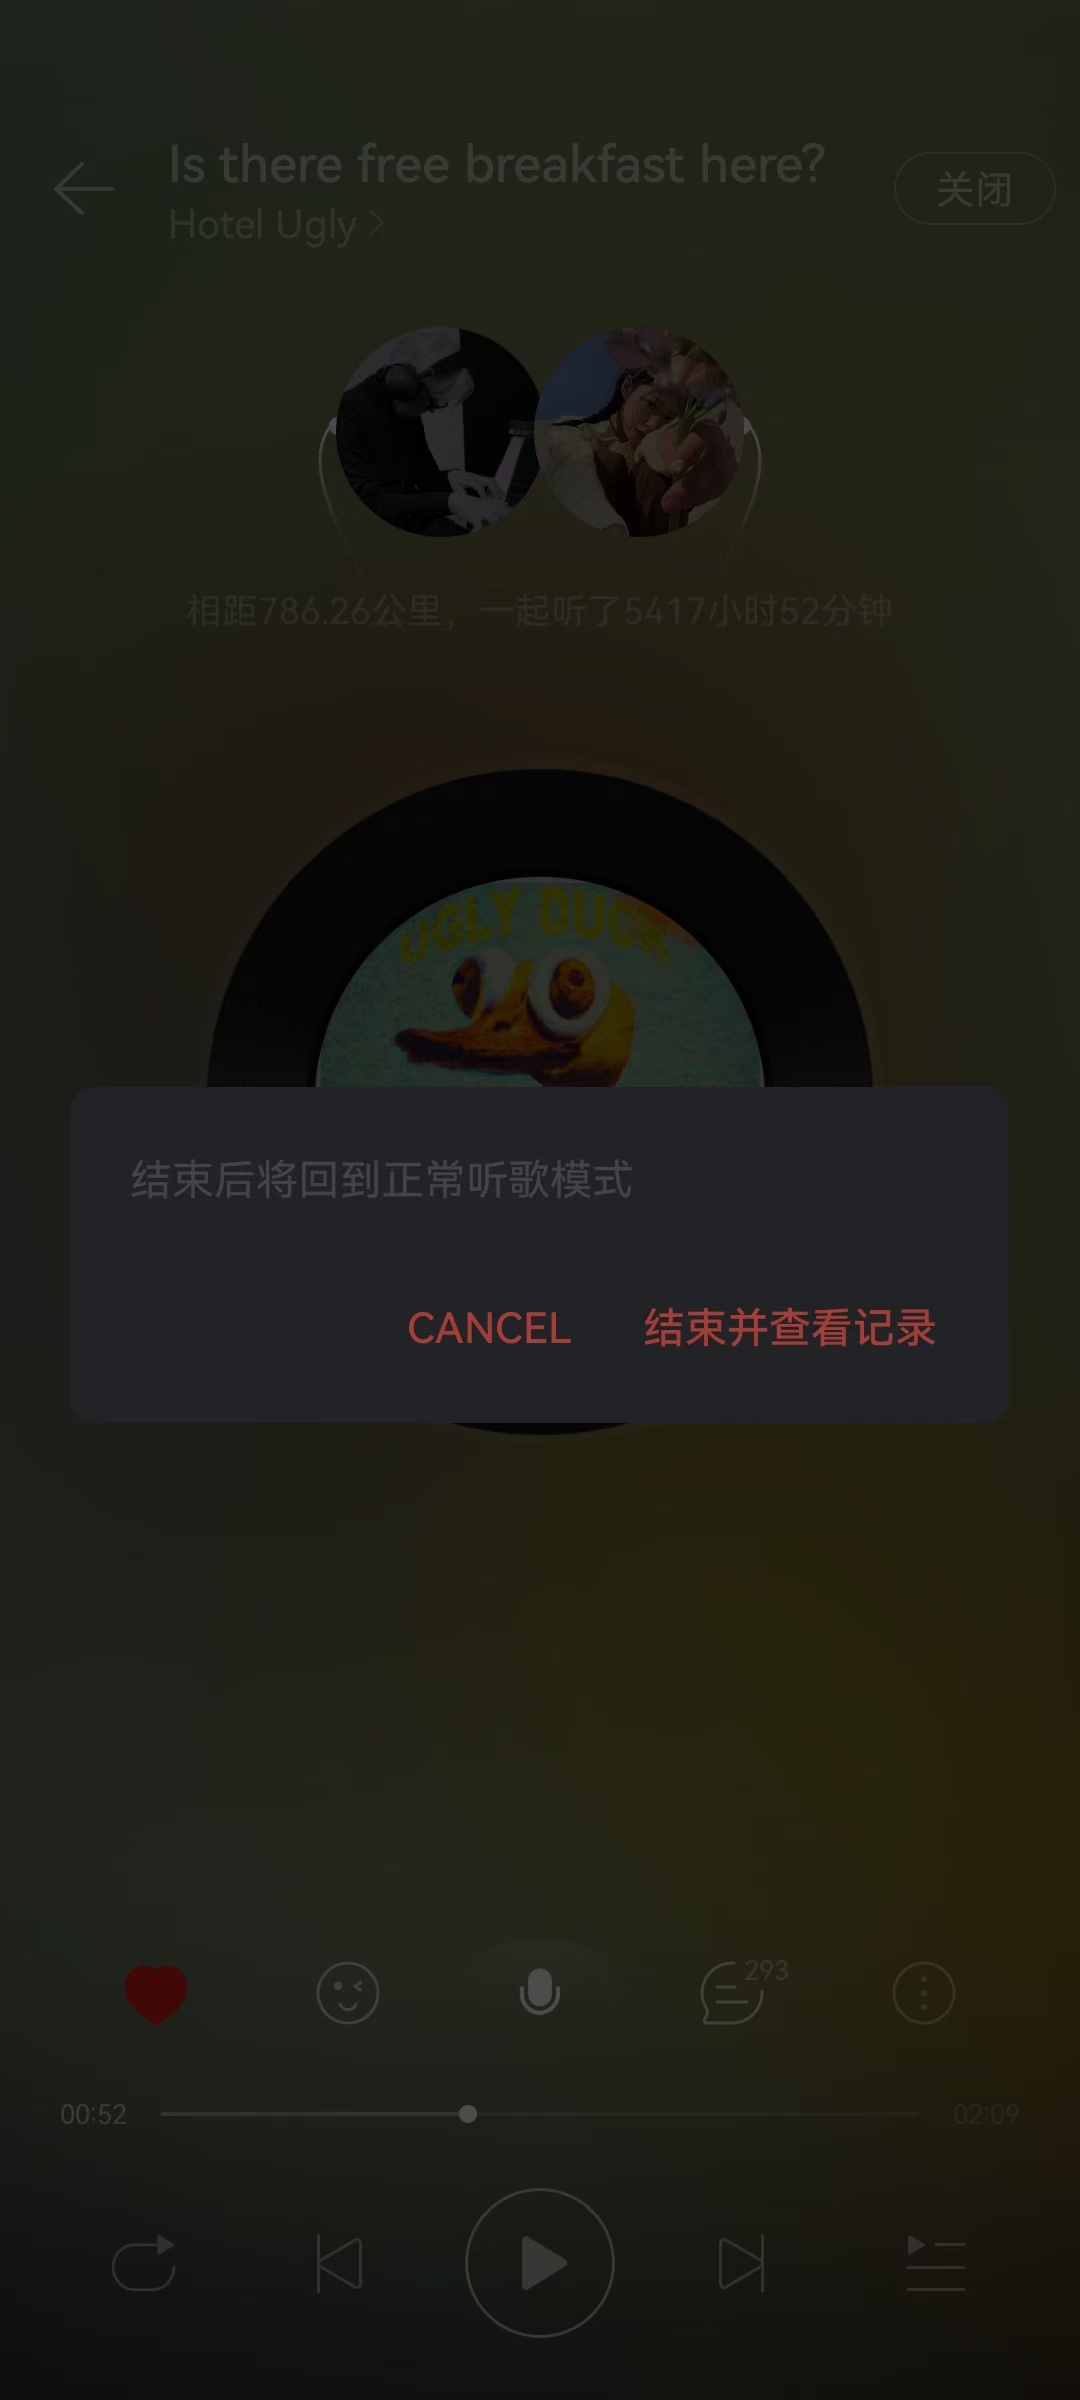 Is there free breakfast here?
Hotel Ugly
关闭
相距786.26公里，一起听了5417小时52分钟
UGLY DUCK
结束后将回到正常听歌模式
CANCEL 结束并查看记录
293
00:52 02:09